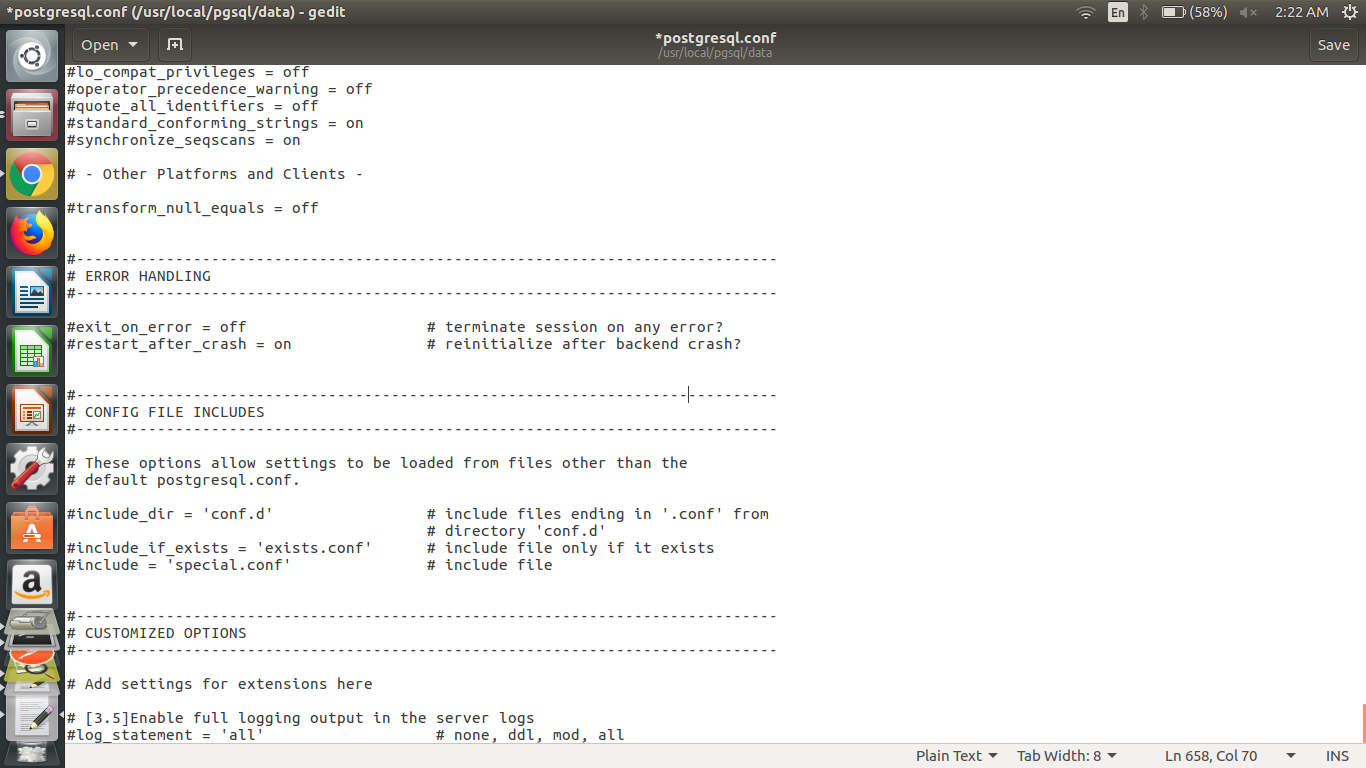 *postgresql.conf (/usr/local/pgsql/data) - gedit
En
(58%)
2:22 AM
Open
*postgresql.conf
/usr/local/pgsql/data
Save
#lo_compat_privileges = off
#operator_precedence_warning = off
#quote_all_identifiers = off
#standard_conforming_strings = on
#synchronize_seqscans = on
# - Other Platforms and Clients -
#transform_null_equals = off
#------------------------------------------------------------------------------
# ERROR HANDLING
#------------------------------------------------------------------------------
#exit_on_error = off # terminate session on any error?
#restart_after_crash = on # reinitialize after backend crash?
#------------------------------------------------------------------------------
# CONFIG FILE INCLUDES
#------------------------------------------------------------------------------
# These options allow settings to be loaded from files other than the
# default postgresql.conf.
#include_dir = 'conf.d' # include files ending in '.conf' from
# directory 'conf.d'
#include_if_exists = 'exists.conf' # include file only if it exists
#include = 'special.conf' # include file
#------------------------------------------------------------------------------
# CUSTOMIZED OPTIONS
#------------------------------------------------------------------------------
# Add settings for extensions here
# [3.5]Enable full logging output in the server logs
#log_statement = 'all' # none, ddl, mod, all
Plain Text
Tab Width: 8
Ln 658, Col 70
INS